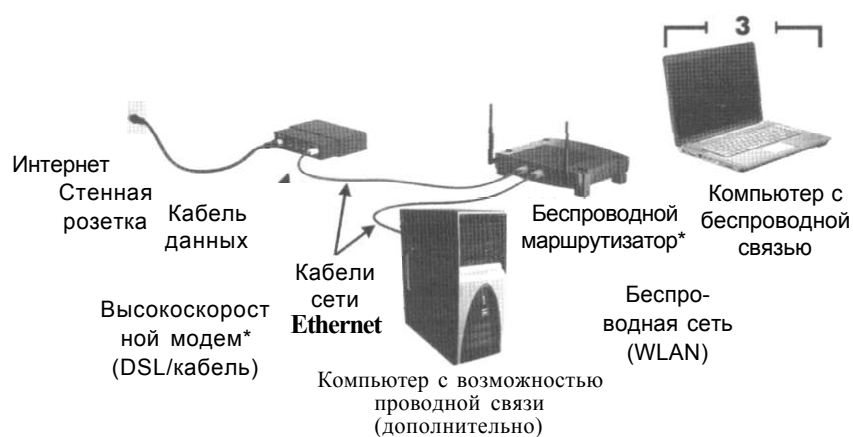 3
Интернет
Стенная
розетка
Кабель
данных
Высокоскорост
ной модем*
(DSL/кабель)
Кабели
сети
Ethernet
Компьютер с возможностью
проводной связи
(дополнительно)
Беспроводной
маршрутизатор*
Беспро-
водная сеть
(WLAN)
Компьютер с
беспроводной
связью